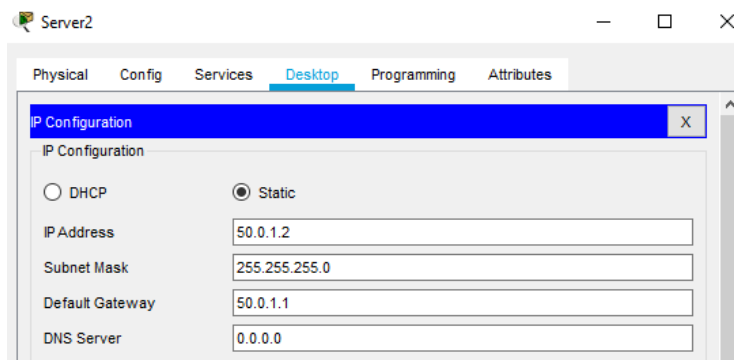 Server2
Physical Config Services Desktop Programming Attributes
IP Configuration X
IP Configuration
DHCP Static
IP Address 50.0.1.2
Subnet Mask 255.255.255.0
Default Gateway 50.0.1.1
DNS Server 0.0.0.0